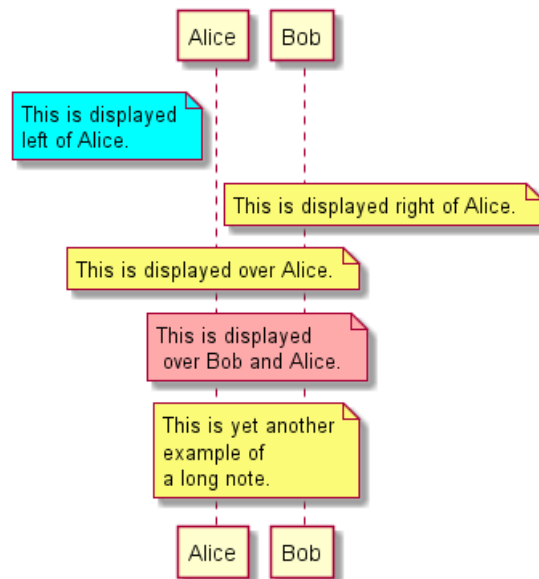 Alice Bob
This is displayed
left of Alice.
This is displayed right of Alice.
This is displayed over Alice.
This is displayed
over Bob and Alice.
This is yet another
example of
a long note.
Alice Bob